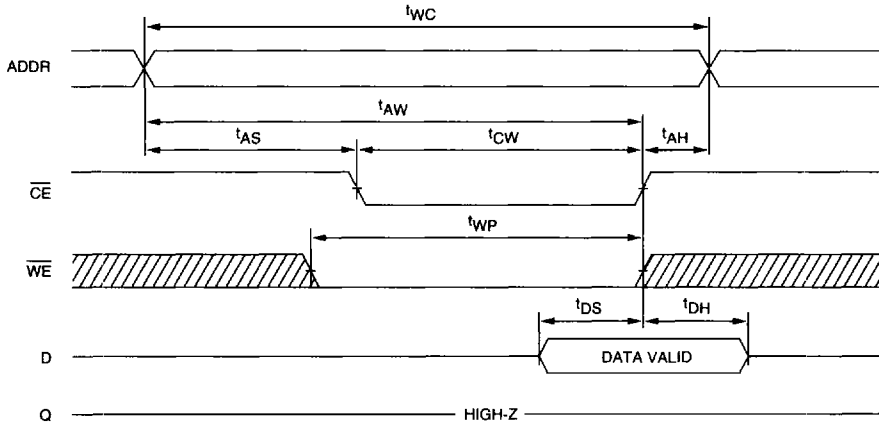 tWC
ADDR
tAW
tAS tCW tAH
CE
tWP
WE
tDS tDH
D DATA VALID
Q HIGH-Z